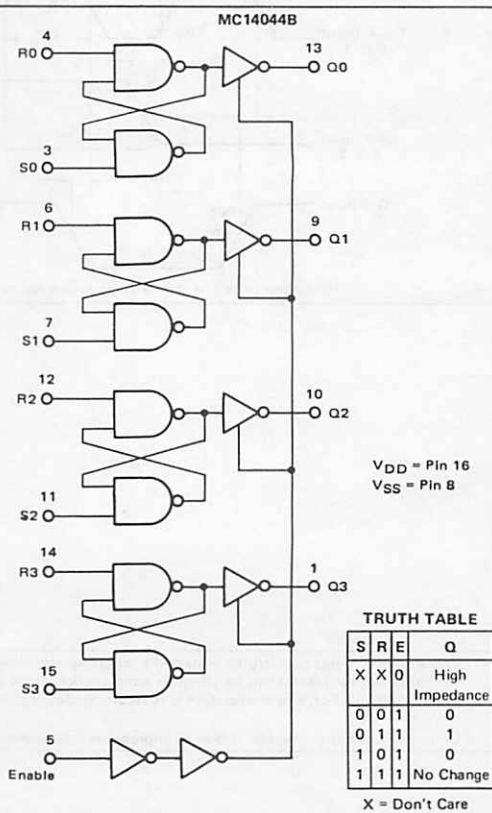 MC14044B
4
R0
13
Q0
3
S0
6
R1
9
Q1
7
S1
12
R2
10
Q2
11
S2
VDD = Pin 16
VSS = Pin 8
14
R3
1
Q3
15
S3
5
Enable
TRUTH TABLE
S R E Q
X X 0 High Impedance
0 0 1 0
0 1 1 1
1 0 1 0
1 1 1 No Change
X = Don't Care